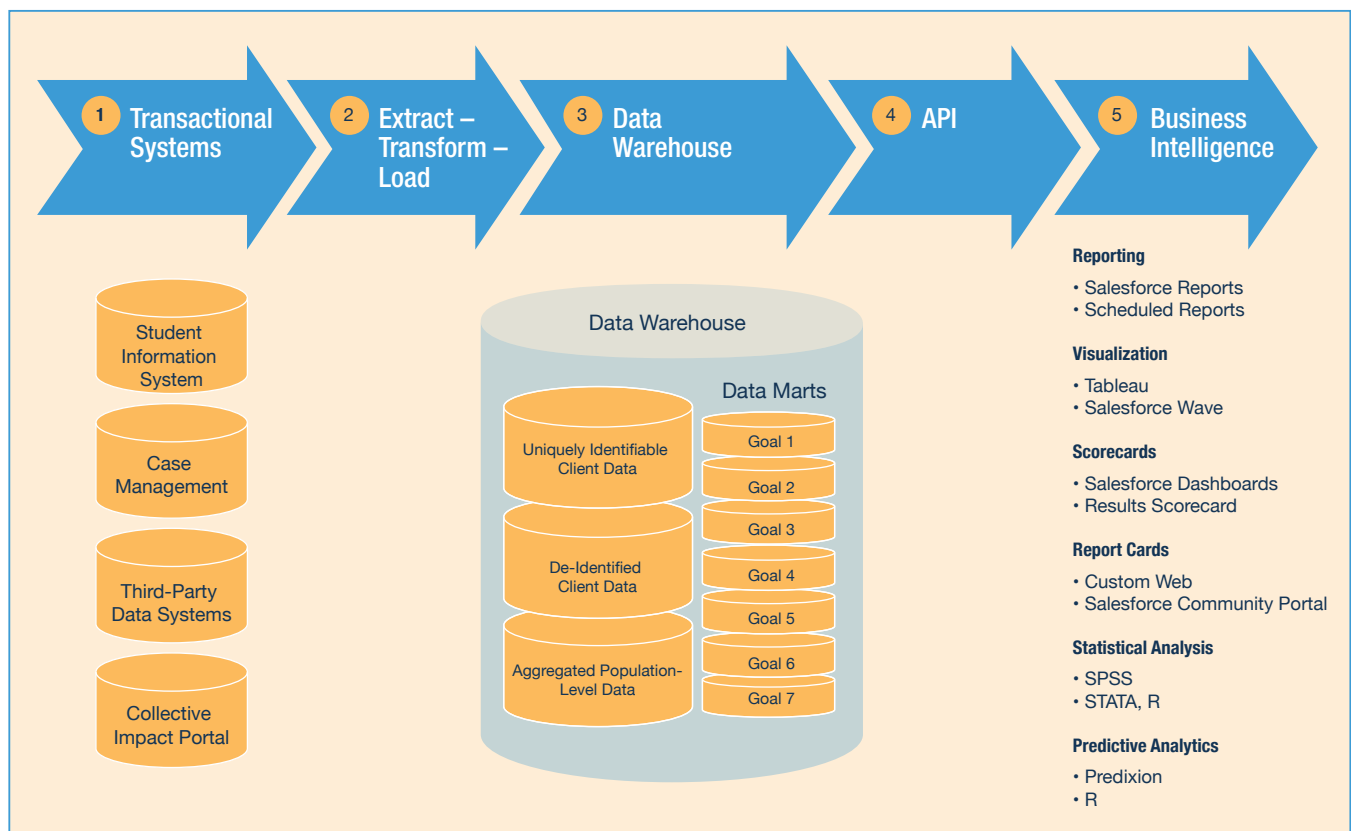 1 Transactional
Systems
2 Extract –
Transform –
Load
3 Data
Warehouse
4 API
5 Business
Intelligence
Student
Information
System
Case
Management
Third-Party
Data Systems
Collective
Impact Portal
Data Warehouse
Data Marts
Uniquely Identifiable
Client Data
De-Identified
Client Data
Aggregated Population-
Level Data
Goal 1
Goal 2
Goal 3
Goal 4
Goal 5
Goal 6
Goal 7
Reporting
• Salesforce Reports
• Scheduled Reports
Visualization
• Tableau
• Salesforce Wave
Scorecards
• Salesforce Dashboards
• Results Scorecard
Report Cards
• Custom Web
• Salesforce Community Portal
Statistical Analysis
• SPSS
• STATA, R
Predictive Analytics
• Predixion
• R